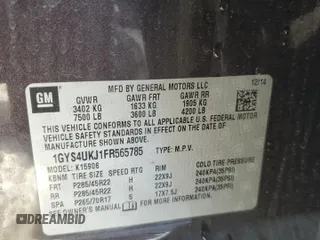 MFD BY GENERAL MOTORS LLC
12/14
GM
GVWR GAWR FRT GAWR RR
3402 KG 1633 KG 1905 KG
7500 LB 3600 LB 4200 LB
THIS VEHICLE CONFORMS TO ALL APPLICABLE U.S. FEDERAL MOTOR
VEHICLE SAFETY
STANDARDS IN EFFECT ON THE DATE OF
MANUFACTURE SHOWN ABOVE.
1GYS4UKJ1FR565785 TYPE: M.P.V.
MODEL: K15906
KBNM TIRE SIZE SPEED RTG RIM COLD TIRE PRESSURE
FRT P285/45R22 H 22X9J 240KPA(35PSI)
RR P285/45R22 H 22X9J 240KPA(35PSI)
SPA P265/70R17 S 17X7.5J 240KPA(35PSI)
DREAMBID